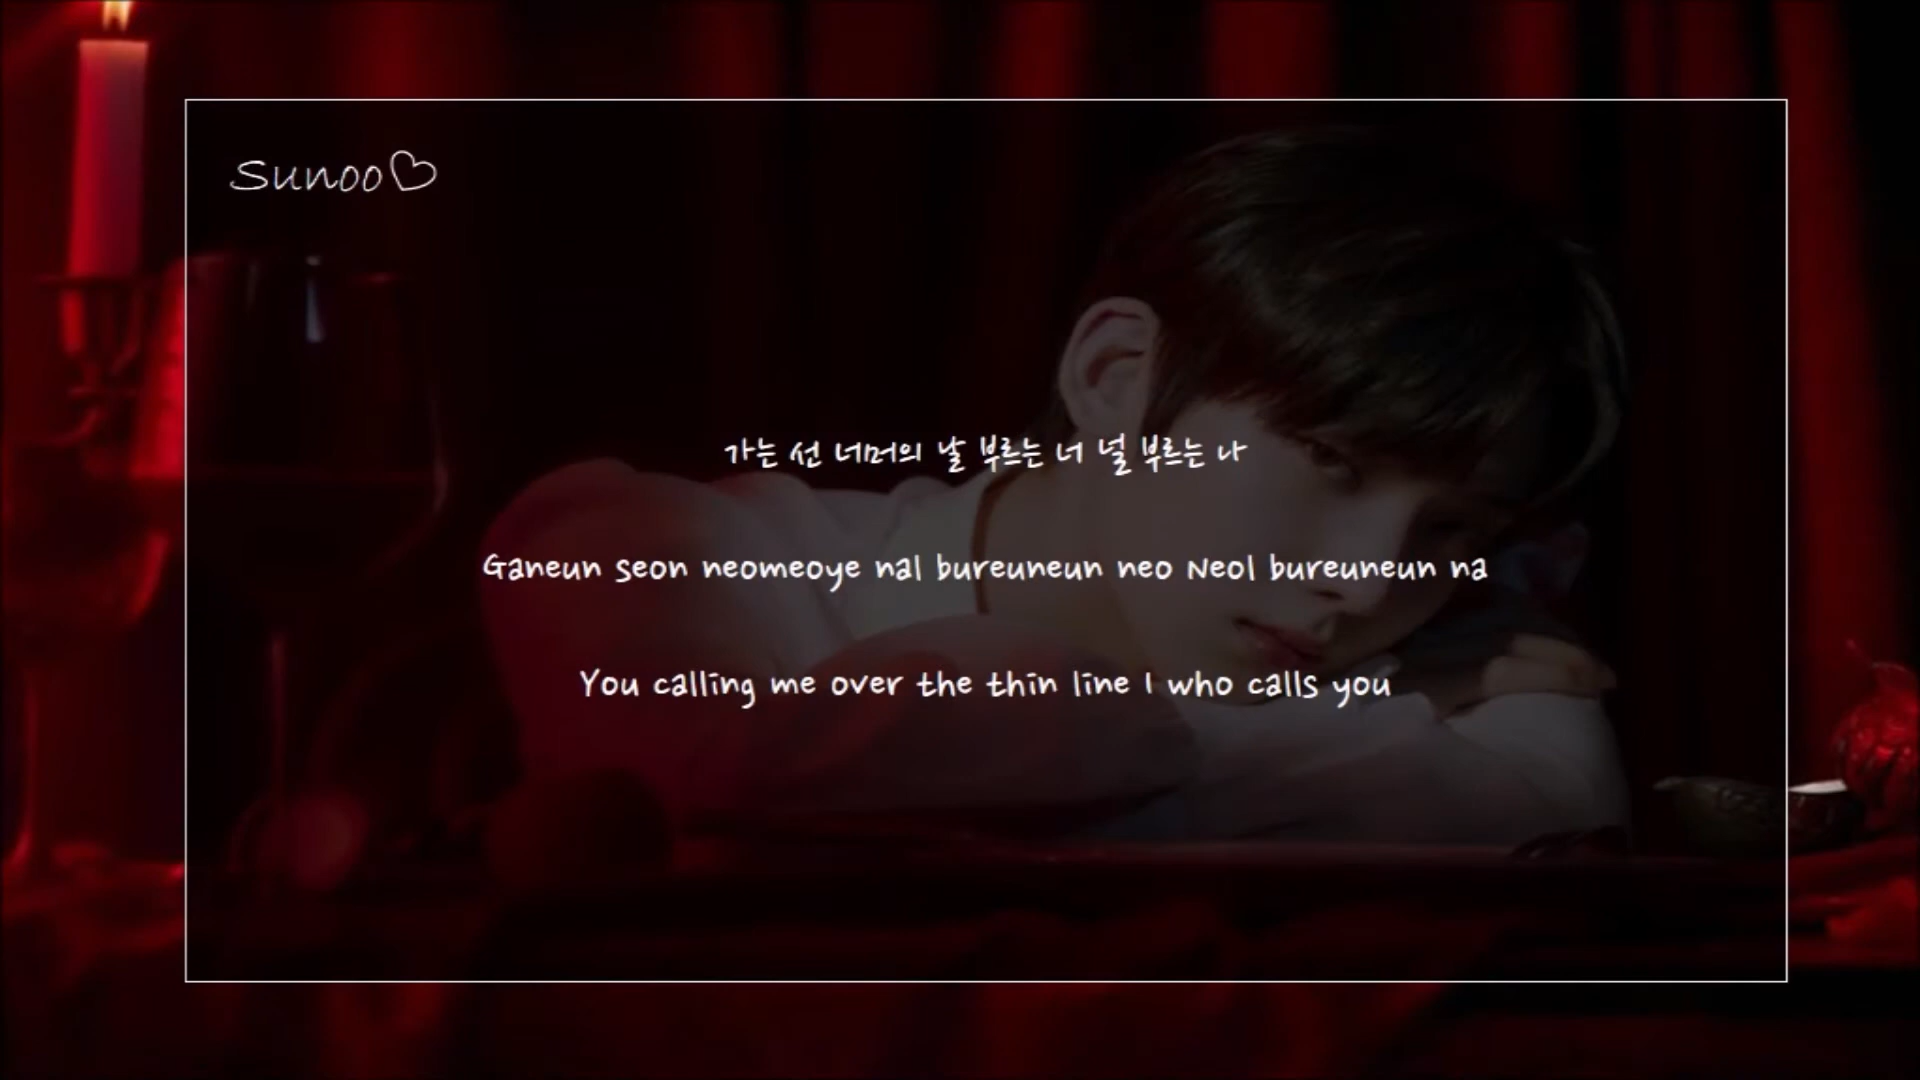 Sunoo♡
가는 선 너머의 날 부르는 너 널 부르는 나
Ganeun seon neomeoye nal bureuneun neo Neol bureuneun na
You calling me over the thin line I who calls you